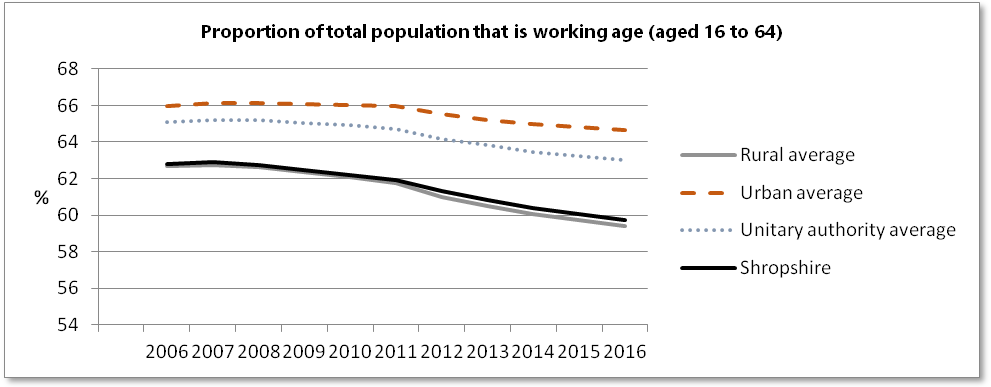 Proportion of total population that is working age (aged 16 to 64)
68
66
64
62
60
58
56
54
%
2006 2007 2008 2009 2010 2011 2012 2013 2014 2015 2016
Rural average
Urban average
Unitary authority average
Shropshire